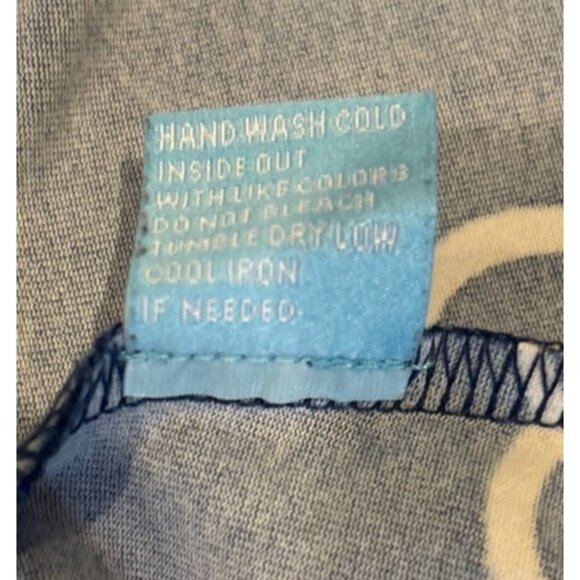 HAND WASH COLD
INSIDE OUT
WITH LIKE COLORS
DO NOT BLEACH
TUMBLE DRY LOW
COOL IRON
IF NEEDED